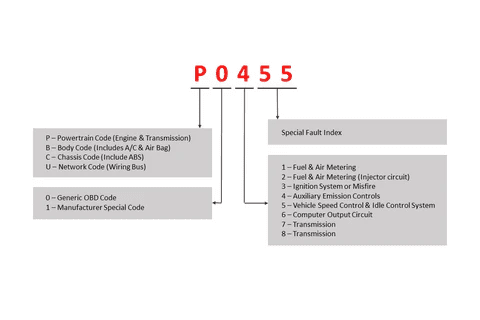 P0455
P – Powertrain Code (Engine & Transmission)
B – Body Code (Includes A/C & Air Bag)
C – Chassis Code (Include ABS)
U – Network Code (Wiring Bus)
0 – Generic OBD Code
1 – Manufacturer Special Code
Special Fault Index
1 – Fuel & Air Metering
2 – Fuel & Air Metering (Injector circuit)
3 – Ignition System or Misfire
4 – Auxiliary Emission Controls
5 – Vehicle Speed Control & Idle Control System
6 – Computer Output Circuit
7 – Transmission
8 – Transmission